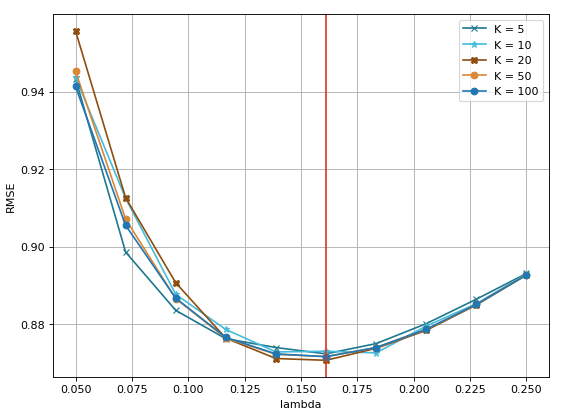 K = 5
K = 10
K = 20
K = 50
K = 100
0.94
0.92
0.90
0.88
RMSE
0.050 0.075 0.100 0.125 0.150 0.175 0.200 0.225 0.250
lambda